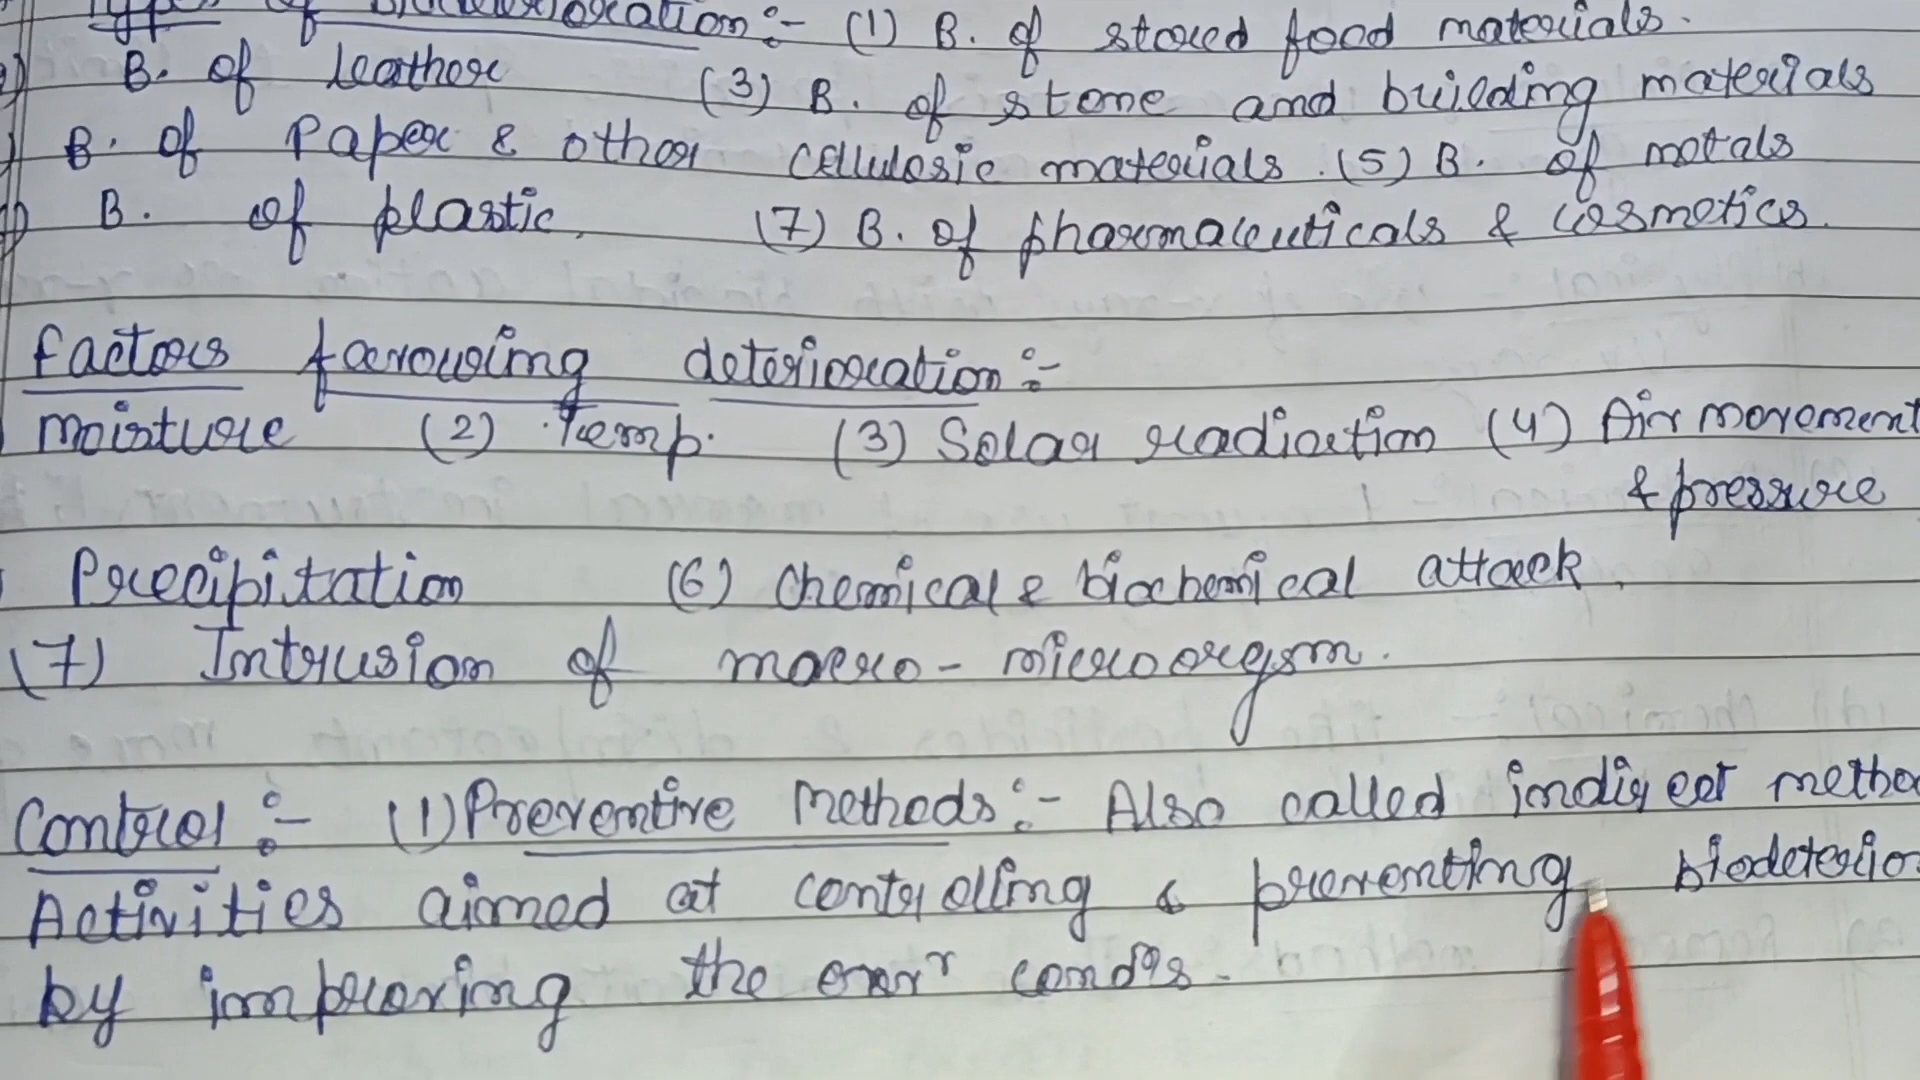 Types of Biodeterioration :- (1) B. of stored food materials.
B. of leather (3) B. of stone and building materials
B. of Paper & other cellulosic materials. (5) B. of metals
B. of plastic, (7) B. of pharmaceuticals & cosmetics.
Factors favouring deterioration :-
Moisture (2) Temp. (3) Solar radiation (4) Air movement
& pressure
Precipitation (6) Chemical & biochemical attack.
(7) Intrusion of macro-microorgsm.
Control :- (1) Preventive Methods :- Also called indirect metho
Activities aimed at controlling & preventing biodeterio
by improving the envr condns.